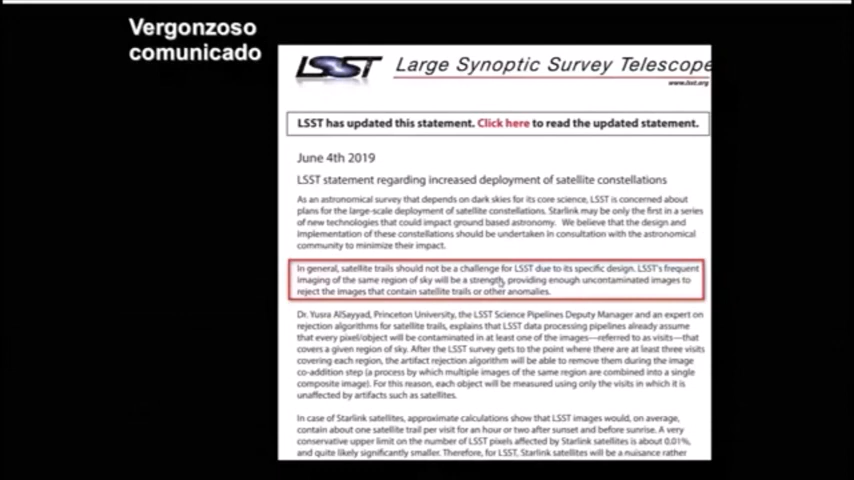 Vergonzoso
comunicado
LSST Large Synoptic Survey Telescope
www.lsst.org
LSST has updated this statement. Click here to read the updated statement.
June 4th 2019
LSST statement regarding increased deployment of satellite constellations
As an astronomical survey that depends on dark skies for its core science, LSST is concerned about
plans for the large-scale deployment of satellite constellations. Starlink may be only the first in a series
of new technologies that could impact ground based astronomy. We believe that the design and
implementation of these constellations should be undertaken in consultation with the astronomical
community to minimize their impact.
In general, satellite trails should not be a challenge for LSST due to its specific design. LSST's frequent
imaging of the same region of sky will be a strength, providing enough uncontaminated images to
reject the images that contain satellite trails or other anomalies.
Dr. Yusra AlSayyad, Princeton University, the LSST Science Pipelines Deputy Manager and an expert on
rejection algorithms for satellite trails, explains that LSST data processing pipelines already assume
that every pixel/object will be contaminated in at least one of the images—referred to as visits—that
covers a given region of sky. After the LSST survey gets to the point where there are at least three visits
covering each region, the artifact rejection algorithm will be able to remove them during the image
co-addition step (a process by which multiple images of the same region are combined into a single
composite image). For this reason, each object will be measured using only the visits in which it is
unaffected by artifacts such as satellites.
In case of Starlink satellites, approximate calculations show that LSST images would, on average,
contain about one satellite trail per visit for an hour or two after sunset and before sunrise. A very
conservative upper limit on the number of LSST pixels affected by Starlink satellites is about 0.01%,
and quite likely significantly smaller. Therefore, for LSST, Starlink satellites will be a nuisance rather